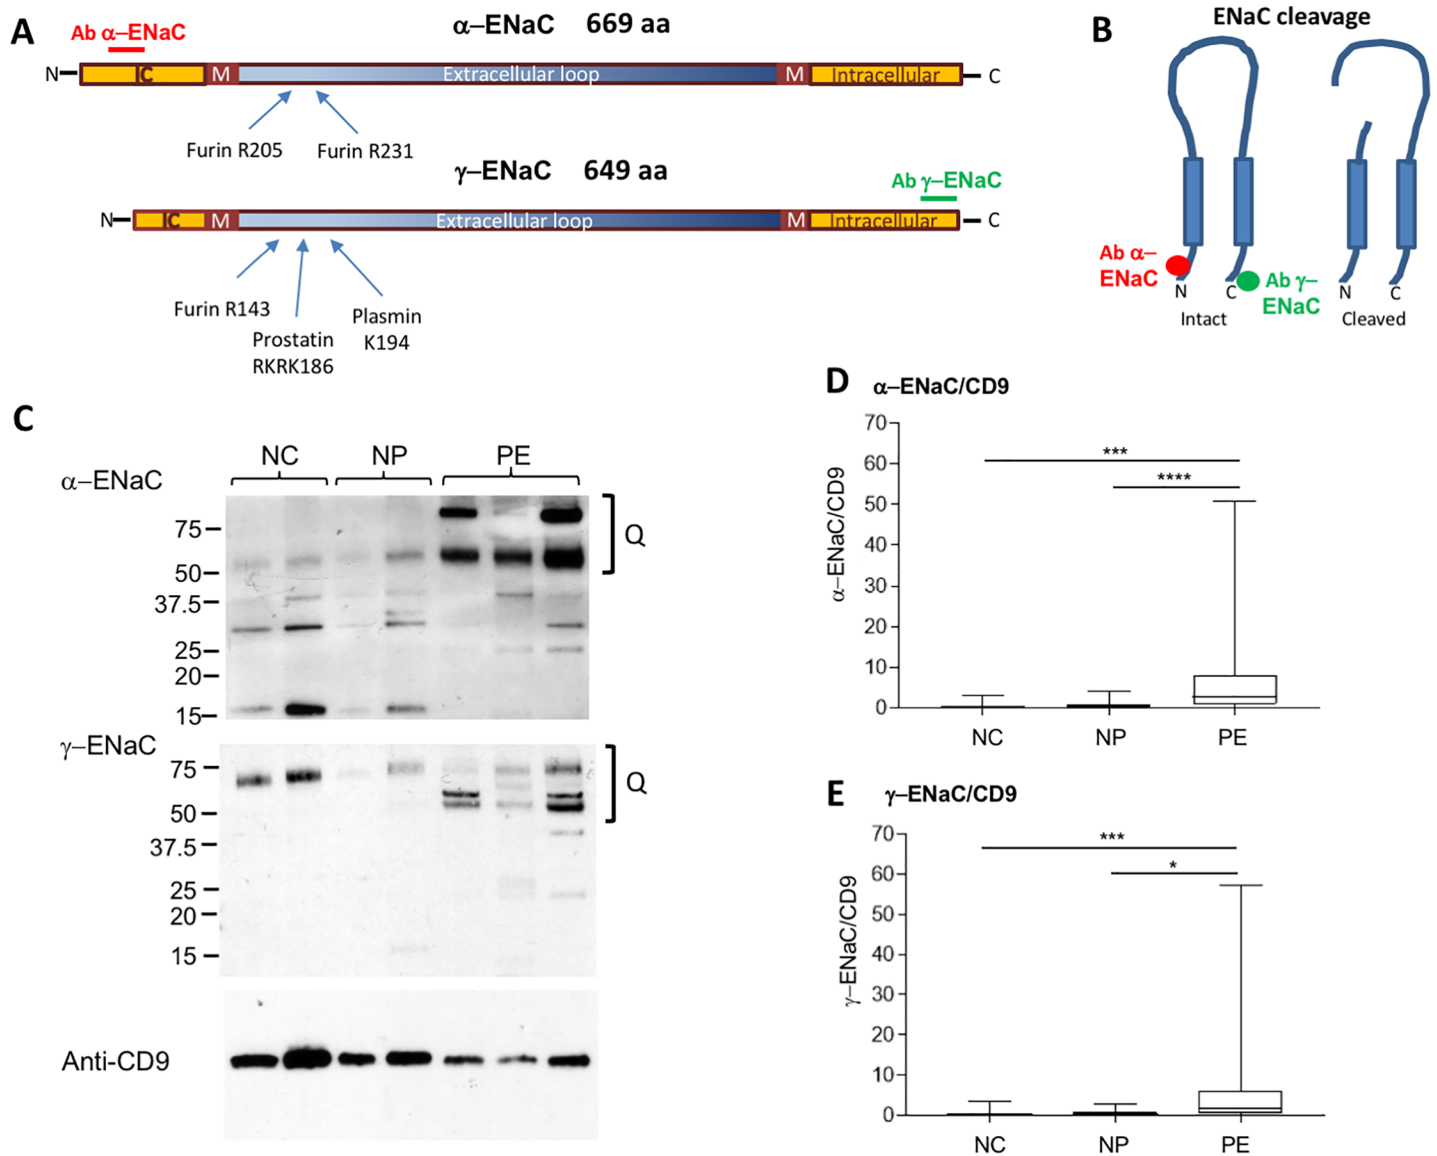 A
Ab α–ENaC
α–ENaC 669 aa
N
IC
M
Extracellular loop
M
Intracellular
C
Furin R205
Furin R231
γ–ENaC 649 aa
Ab γ–ENaC
N
IC
M
Extracellular loop
M
Intracellular
C
Furin R143
Prostatin
RKRK186
Plasmin
K194
B
ENaC cleavage
Ab α–
ENaC
N
C
Ab γ–
ENaC
Intact
N
C
Cleaved
C
NC
NP
PE
α–ENaC
75
50
37.5
25
20
15
Q
γ–ENaC
75
50
37.5
25
20
15
Q
Anti-CD9
D
α–ENaC/CD9
α–ENaC/CD9
70
60
50
40
30
20
10
0
***
****
NC
NP
PE
E
γ–ENaC/CD9
γ–ENaC/CD9
70
60
50
40
30
20
10
0
***
*
NC
NP
PE